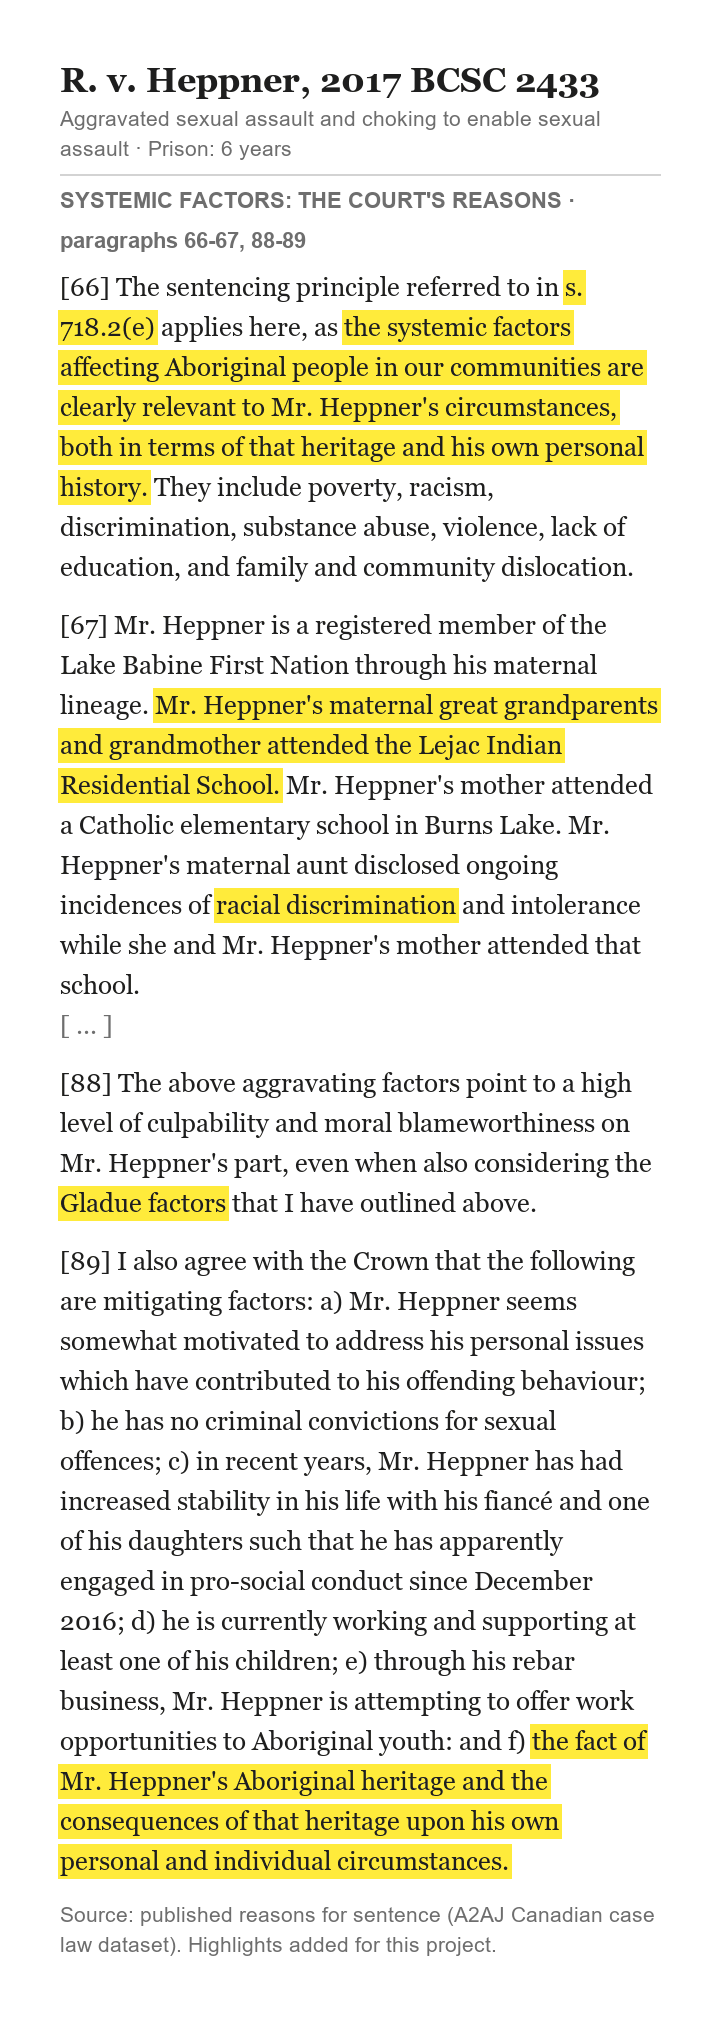 R. v. Heppner, 2017 BCSC 2433
Aggravated sexual assault and choking to enable sexual
assault · Prison: 6 years
SYSTEMIC FACTORS: THE COURT'S REASONS ·
paragraphs 66-67, 88-89
[66] The sentencing principle referred to in s.
718.2(e) applies here, as the systemic factors
affecting Aboriginal people in our communities are
clearly relevant to Mr. Heppner's circumstances,
both in terms of that heritage and his own personal
history. They include poverty, racism,
discrimination, substance abuse, violence, lack of
education, and family and community dislocation.
[67] Mr. Heppner is a registered member of the
Lake Babine First Nation through his maternal
lineage. Mr. Heppner's maternal great grandparents
and grandmother attended the Lejac Indian
Residential School. Mr. Heppner's mother attended
a Catholic elementary school in Burns Lake. Mr.
Heppner's maternal aunt disclosed ongoing
incidences of racial discrimination and intolerance
while she and Mr. Heppner's mother attended that
school.
[ ... ]
[88] The above aggravating factors point to a high
level of culpability and moral blameworthiness on
Mr. Heppner's part, even when also considering the
Gladue factors that I have outlined above.
[89] I also agree with the Crown that the following
are mitigating factors: a) Mr. Heppner seems
somewhat motivated to address his personal issues
which have contributed to his offending behaviour;
b) he has no criminal convictions for sexual
offences; c) in recent years, Mr. Heppner has had
increased stability in his life with his fiancé and one
of his daughters such that he has apparently
engaged in pro-social conduct since December
2016; d) he is currently working and supporting at
least one of his children; e) through his rebar
business, Mr. Heppner is attempting to offer work
opportunities to Aboriginal youth: and f) the fact of
Mr. Heppner's Aboriginal heritage and the
consequences of that heritage upon his own
personal and individual circumstances.
Source: published reasons for sentence (A2AJ Canadian case
law dataset). Highlights added for this project.